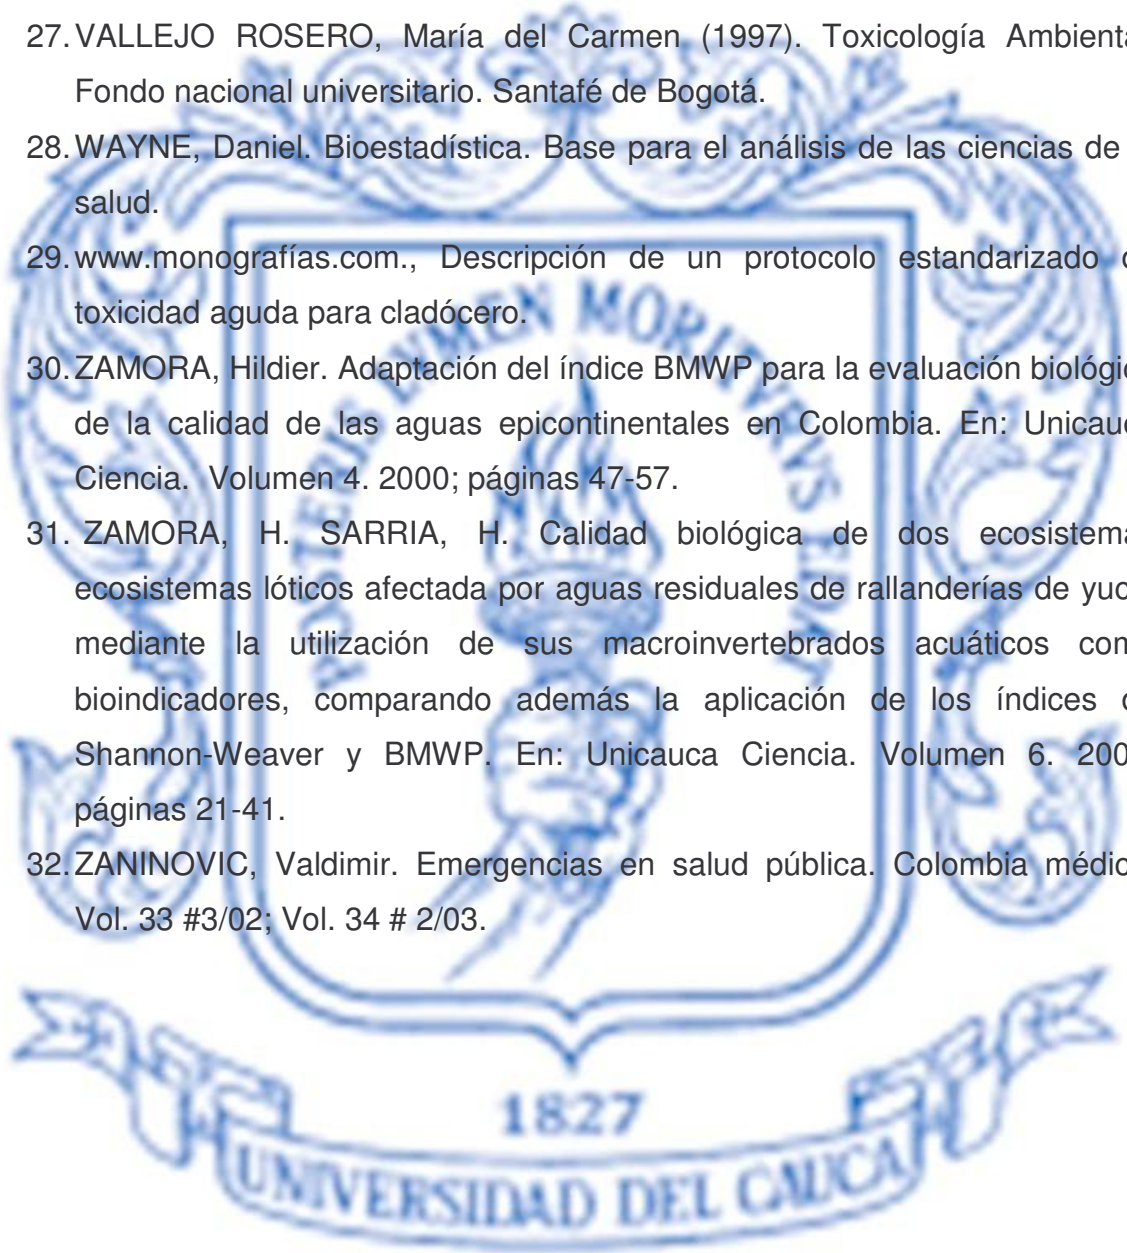 27. VALLEJO ROSERO, María del Carmen (1997). Toxicología Ambienta
Fondo nacional universitario. Santafé de Bogotá.
28. WAYNE, Daniel. Bioestadística. Base para el análisis de las ciencias de
salud.
29. www.monografías.com., Descripción de un protocolo estandarizado
toxicidad aguda para cladócero.
30. ZAMORA, Hildier. Adaptación del índice BMWP para la evaluación biológic
de la calidad de las aguas epicontinentales en Colombia. En: Unicauc
Ciencia. Volumen 4. 2000; páginas 47-57.
31. ZAMORA, H. SARRIA, H. Calidad biológica de dos ecosistema
ecosistemas lóticos afectada por aguas residuales de rallanderías de yuc
mediante la utilización de sus macroinvertebrados acuáticos com
bioindicadores, comparando además la aplicación de los índices
Shannon-Weaver y BMWP. En: Unicauca Ciencia. Volumen 6. 200
páginas 21-41.
32. ZANINOVIC, Valdimir. Emergencias en salud pública. Colombia médic
Vol. 33 #3/02; Vol. 34 # 2/03.
POSTERIS LVMEN MORITVRVS EDAT
1827
UNIVERSIDAD DEL CAUCA